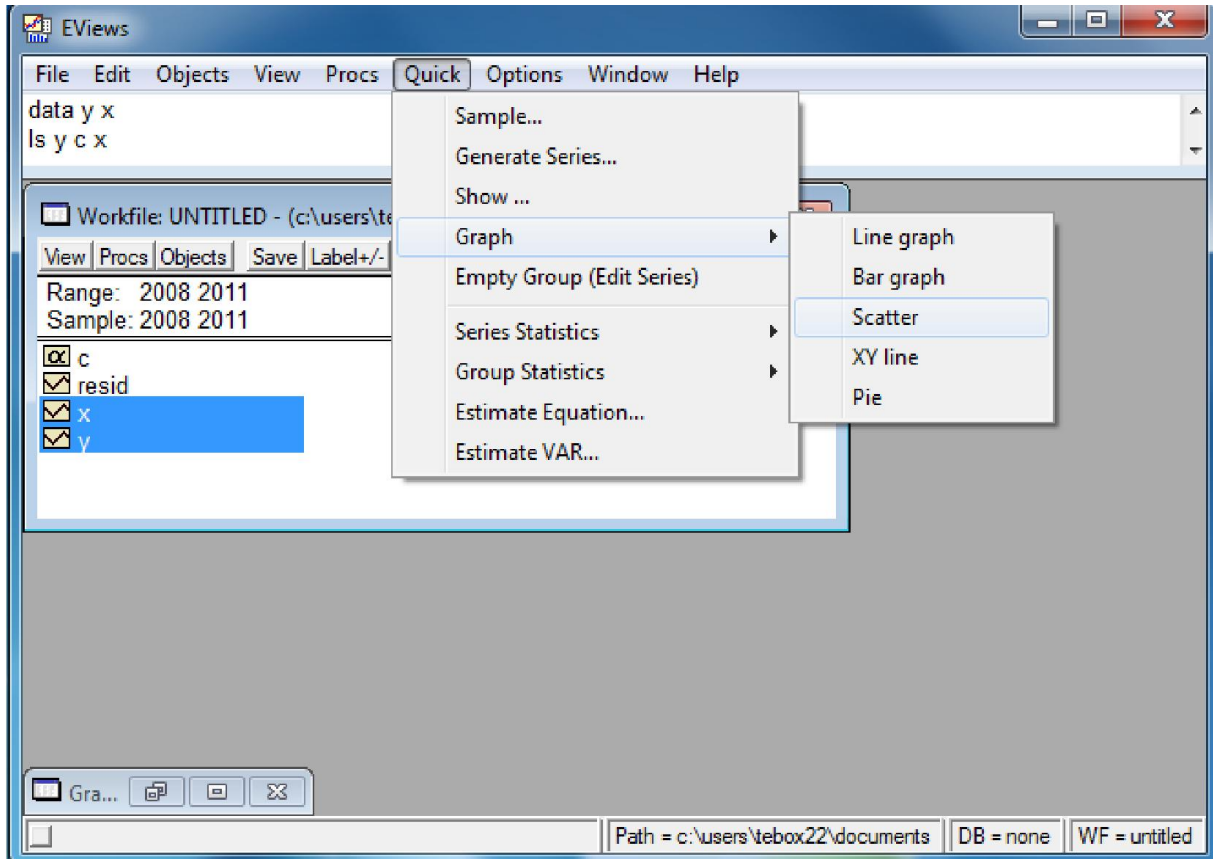 EViews
File Edit Objects View Procs Quick Options Window Help
data y x
ls y c x
Sample...
Generate Series...
Show ...
Graph
Empty Group (Edit Series)
Series Statistics
Group Statistics
Estimate Equation...
Estimate VAR...
Line graph
Bar graph
Scatter
XY line
Pie
Workfile: UNTITLED - (c:\users\te
View Procs Objects Save Label+/-
Range: 2008 2011
Sample: 2008 2011
α c
resid
x
y
Gra...
Path = c:\users\tebox22\documents DB = none WF = untitled